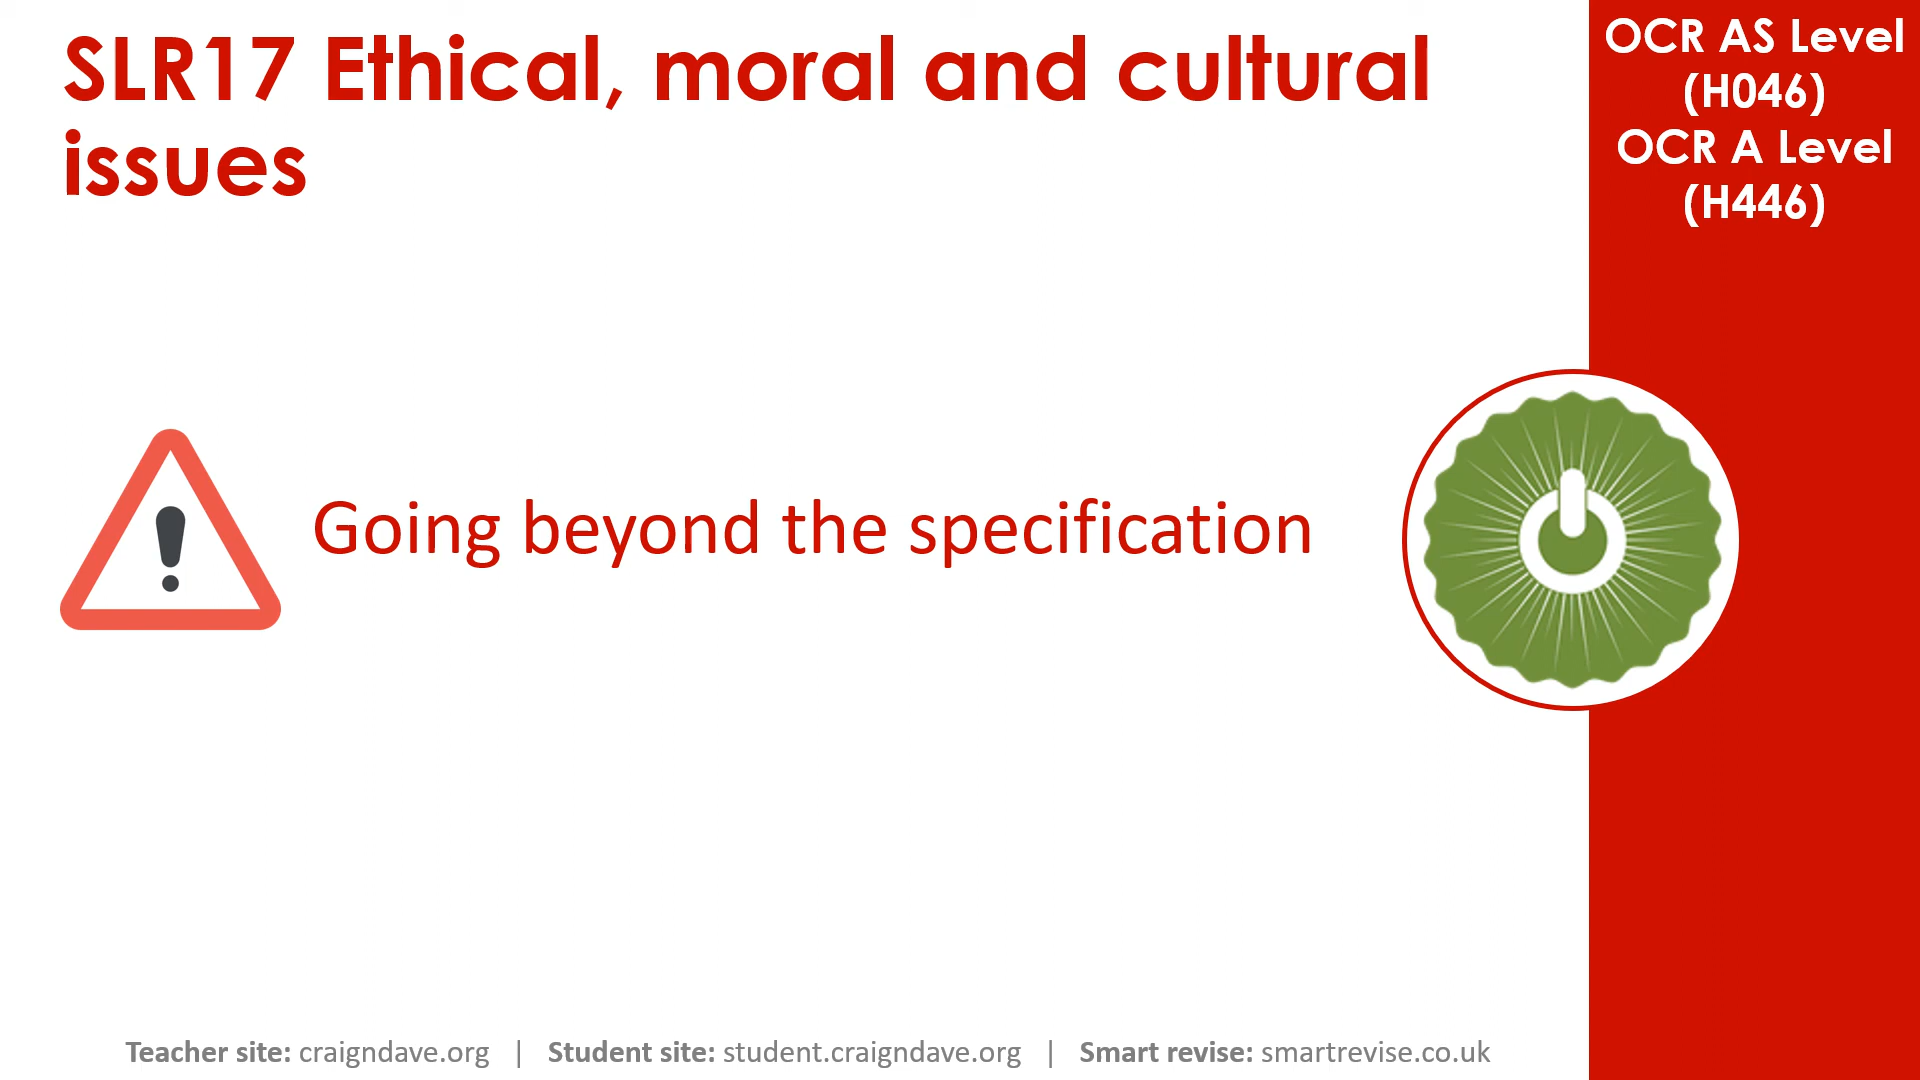 SLR17 Ethical, moral and cultural
issues
OCR AS Level
(H046)
OCR A Level
(H446)
Going beyond the specification
Teacher site: craigndave.org | Student site: student.craigndave.org | Smart revise: smartrevise.co.uk